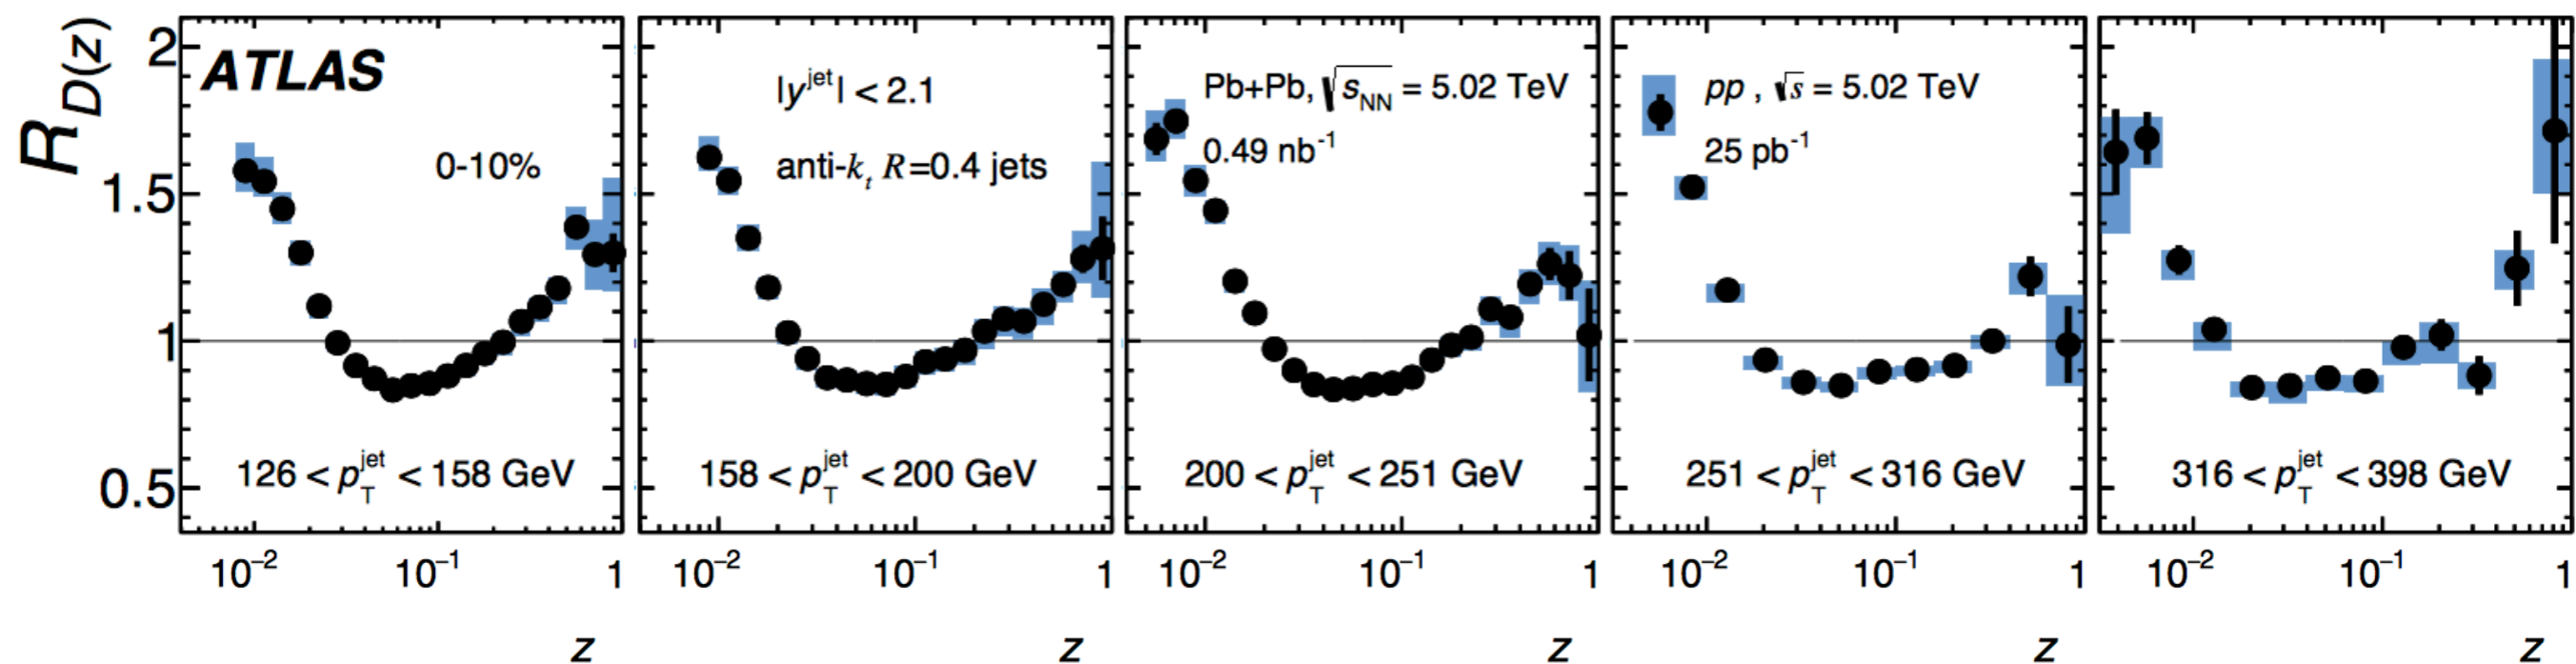 R_{D(z)}
2
1.5
1
0.5
ATLAS
0-10%
126 < p_T^{jet} < 158 GeV
10^{-2} 10^{-1} 1
z
|y^{jet}| < 2.1
anti-k_t R=0.4 jets
158 < p_T^{jet} < 200 GeV
10^{-2} 10^{-1} 1
z
Pb+Pb, √s_{NN} = 5.02 TeV
0.49 nb^{-1}
200 < p_T^{jet} < 251 GeV
10^{-2} 10^{-1} 1
z
pp , √s = 5.02 TeV
25 pb^{-1}
251 < p_T^{jet} < 316 GeV
10^{-2} 10^{-1} 1
z
316 < p_T^{jet} < 398 GeV
10^{-2} 10^{-1} 1
z